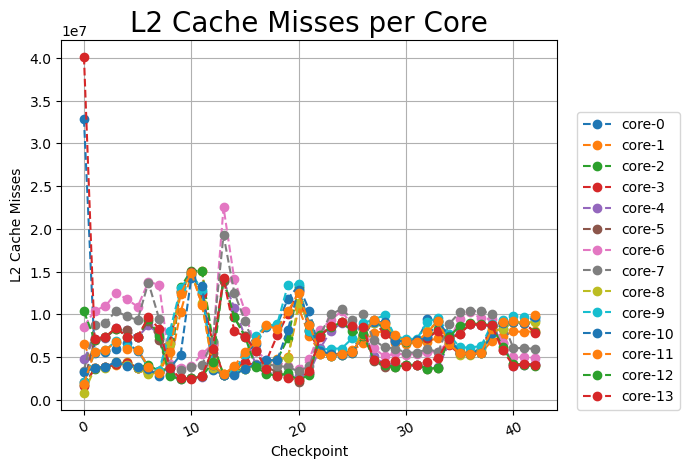 L2 Cache Misses per Core
1e7
4.0
3.5
3.0
2.5
2.0
1.5
1.0
0.5
0.0
L2 Cache Misses
0
10
20
30
40
Checkpoint
core-0
core-1
core-2
core-3
core-4
core-5
core-6
core-7
core-8
core-9
core-10
core-11
core-12
core-13